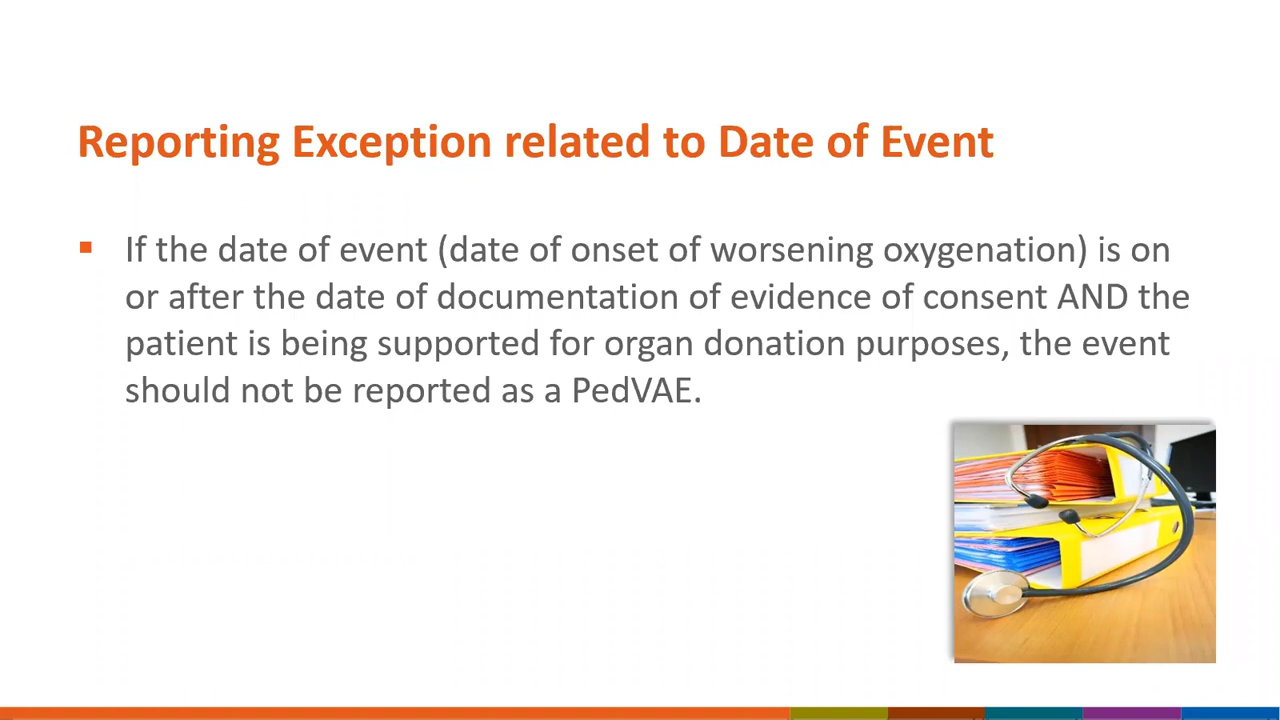 Reporting Exception related to Date of Event
If the date of event (date of onset of worsening oxygenation) is on
or after the date of documentation of evidence of consent AND the
patient is being supported for organ donation purposes, the event
should not be reported as a PedVAE.